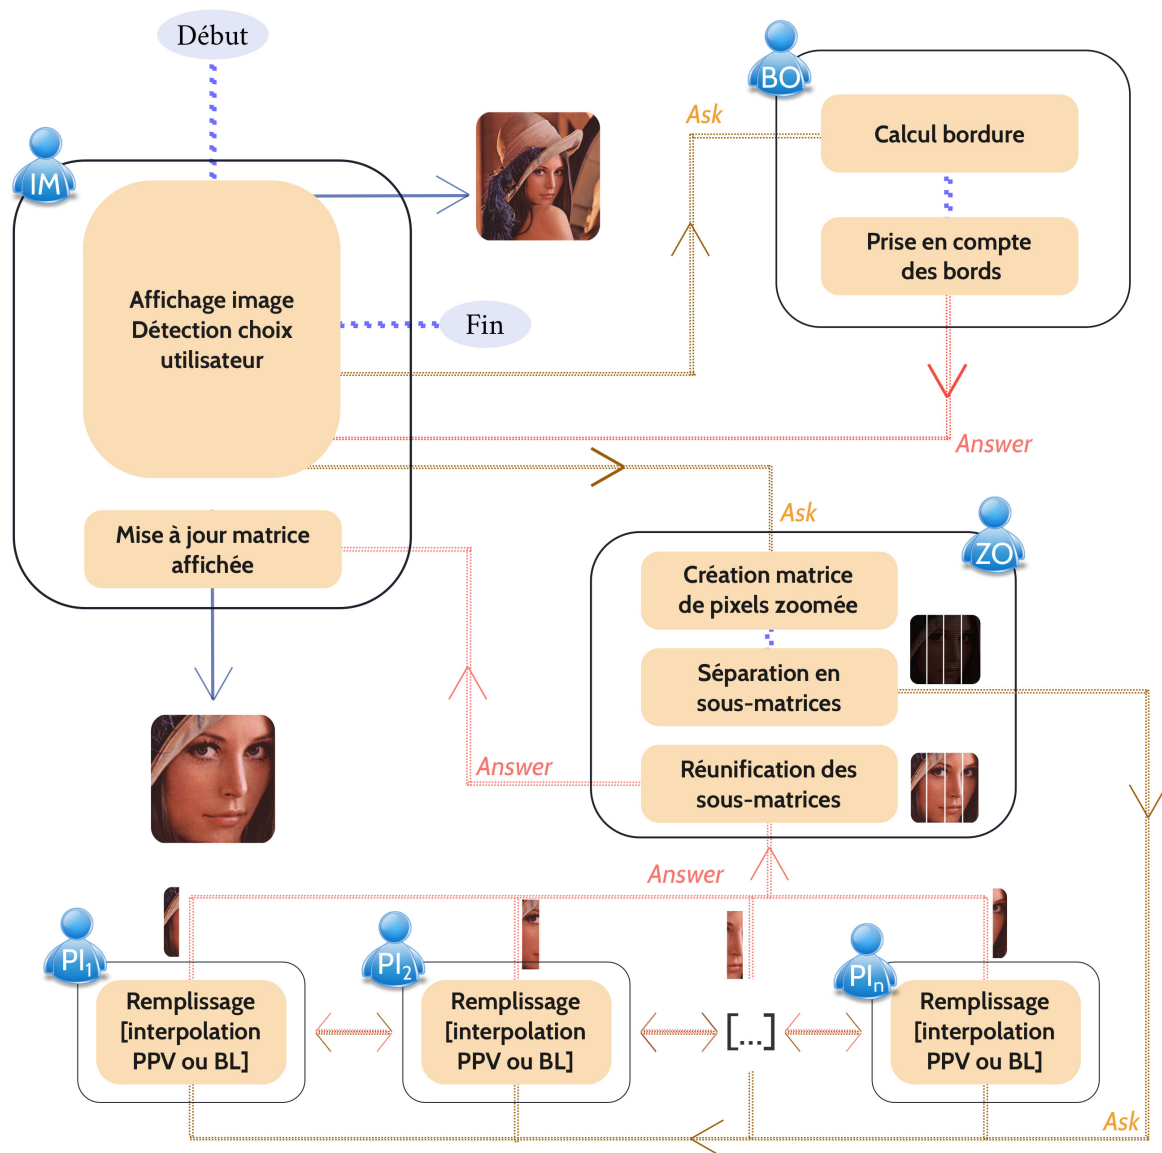 Début
BO
Ask
Calcul bordure
IM
Prise en compte
des bords
Affichage image
Détection choix
utilisateur
Fin
Answer
Ask
ZO
Mise à jour matrice
affichée
Création matrice
de pixels zoomée
Séparation en
sous-matrices
Answer
Réunification des
sous-matrices
Answer
PI1
PI2
PIn
Remplissage
[interpolation
PPV ou BL]
Remplissage
[interpolation
PPV ou BL]
[...]
Remplissage
[interpolation
PPV ou BL]
Ask